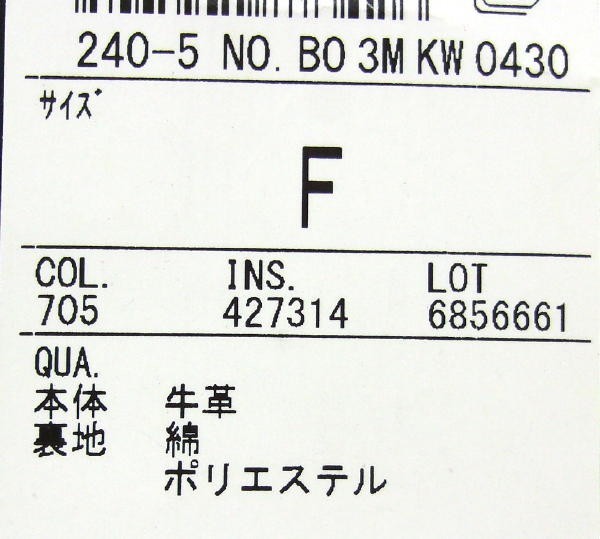 240-5 NO. BO 3M KW 0430
ｻｲｽﾞ
F
COL. INS. LOT
705 427314 6856661
QUA.
本体 牛革
裏地 綿
ポリエステル